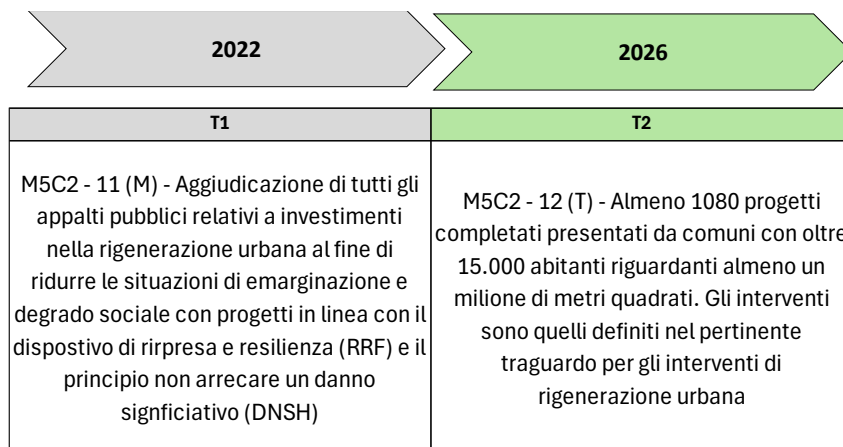 2022
2026
T1
T2
M5C2 - 11 (M) - Aggiudicazione di tutti gli
appalti pubblici relativi a investimenti
nella rigenerazione urbana al fine di
ridurre le situazioni di emarginazione e
degrado sociale con progetti in linea con il
dispostivo di rirpresa e resilienza (RRF) e il
principio non arrecare un danno
signficiativo (DNSH)
M5C2 - 12 (T) - Almeno 1080 progetti
completati presentati da comuni con oltre
15.000 abitanti riguardanti almeno un
milione di metri quadrati. Gli interventi
sono quelli definiti nel pertinente
traguardo per gli interventi di
rigenerazione urbana